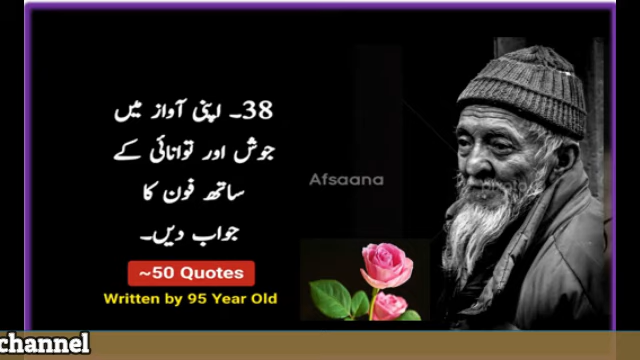 38۔ اپنی آواز میں
جوش اور توانائی کے
ساتھ فون کا
جواب دیں۔
Afsaana
~50 Quotes
Written by 95 Year Old
channel